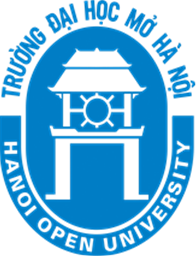 TRƯỜNG ĐẠI HỌC MỞ HÀ NỘI
HANOI OPEN UNIVERSITY